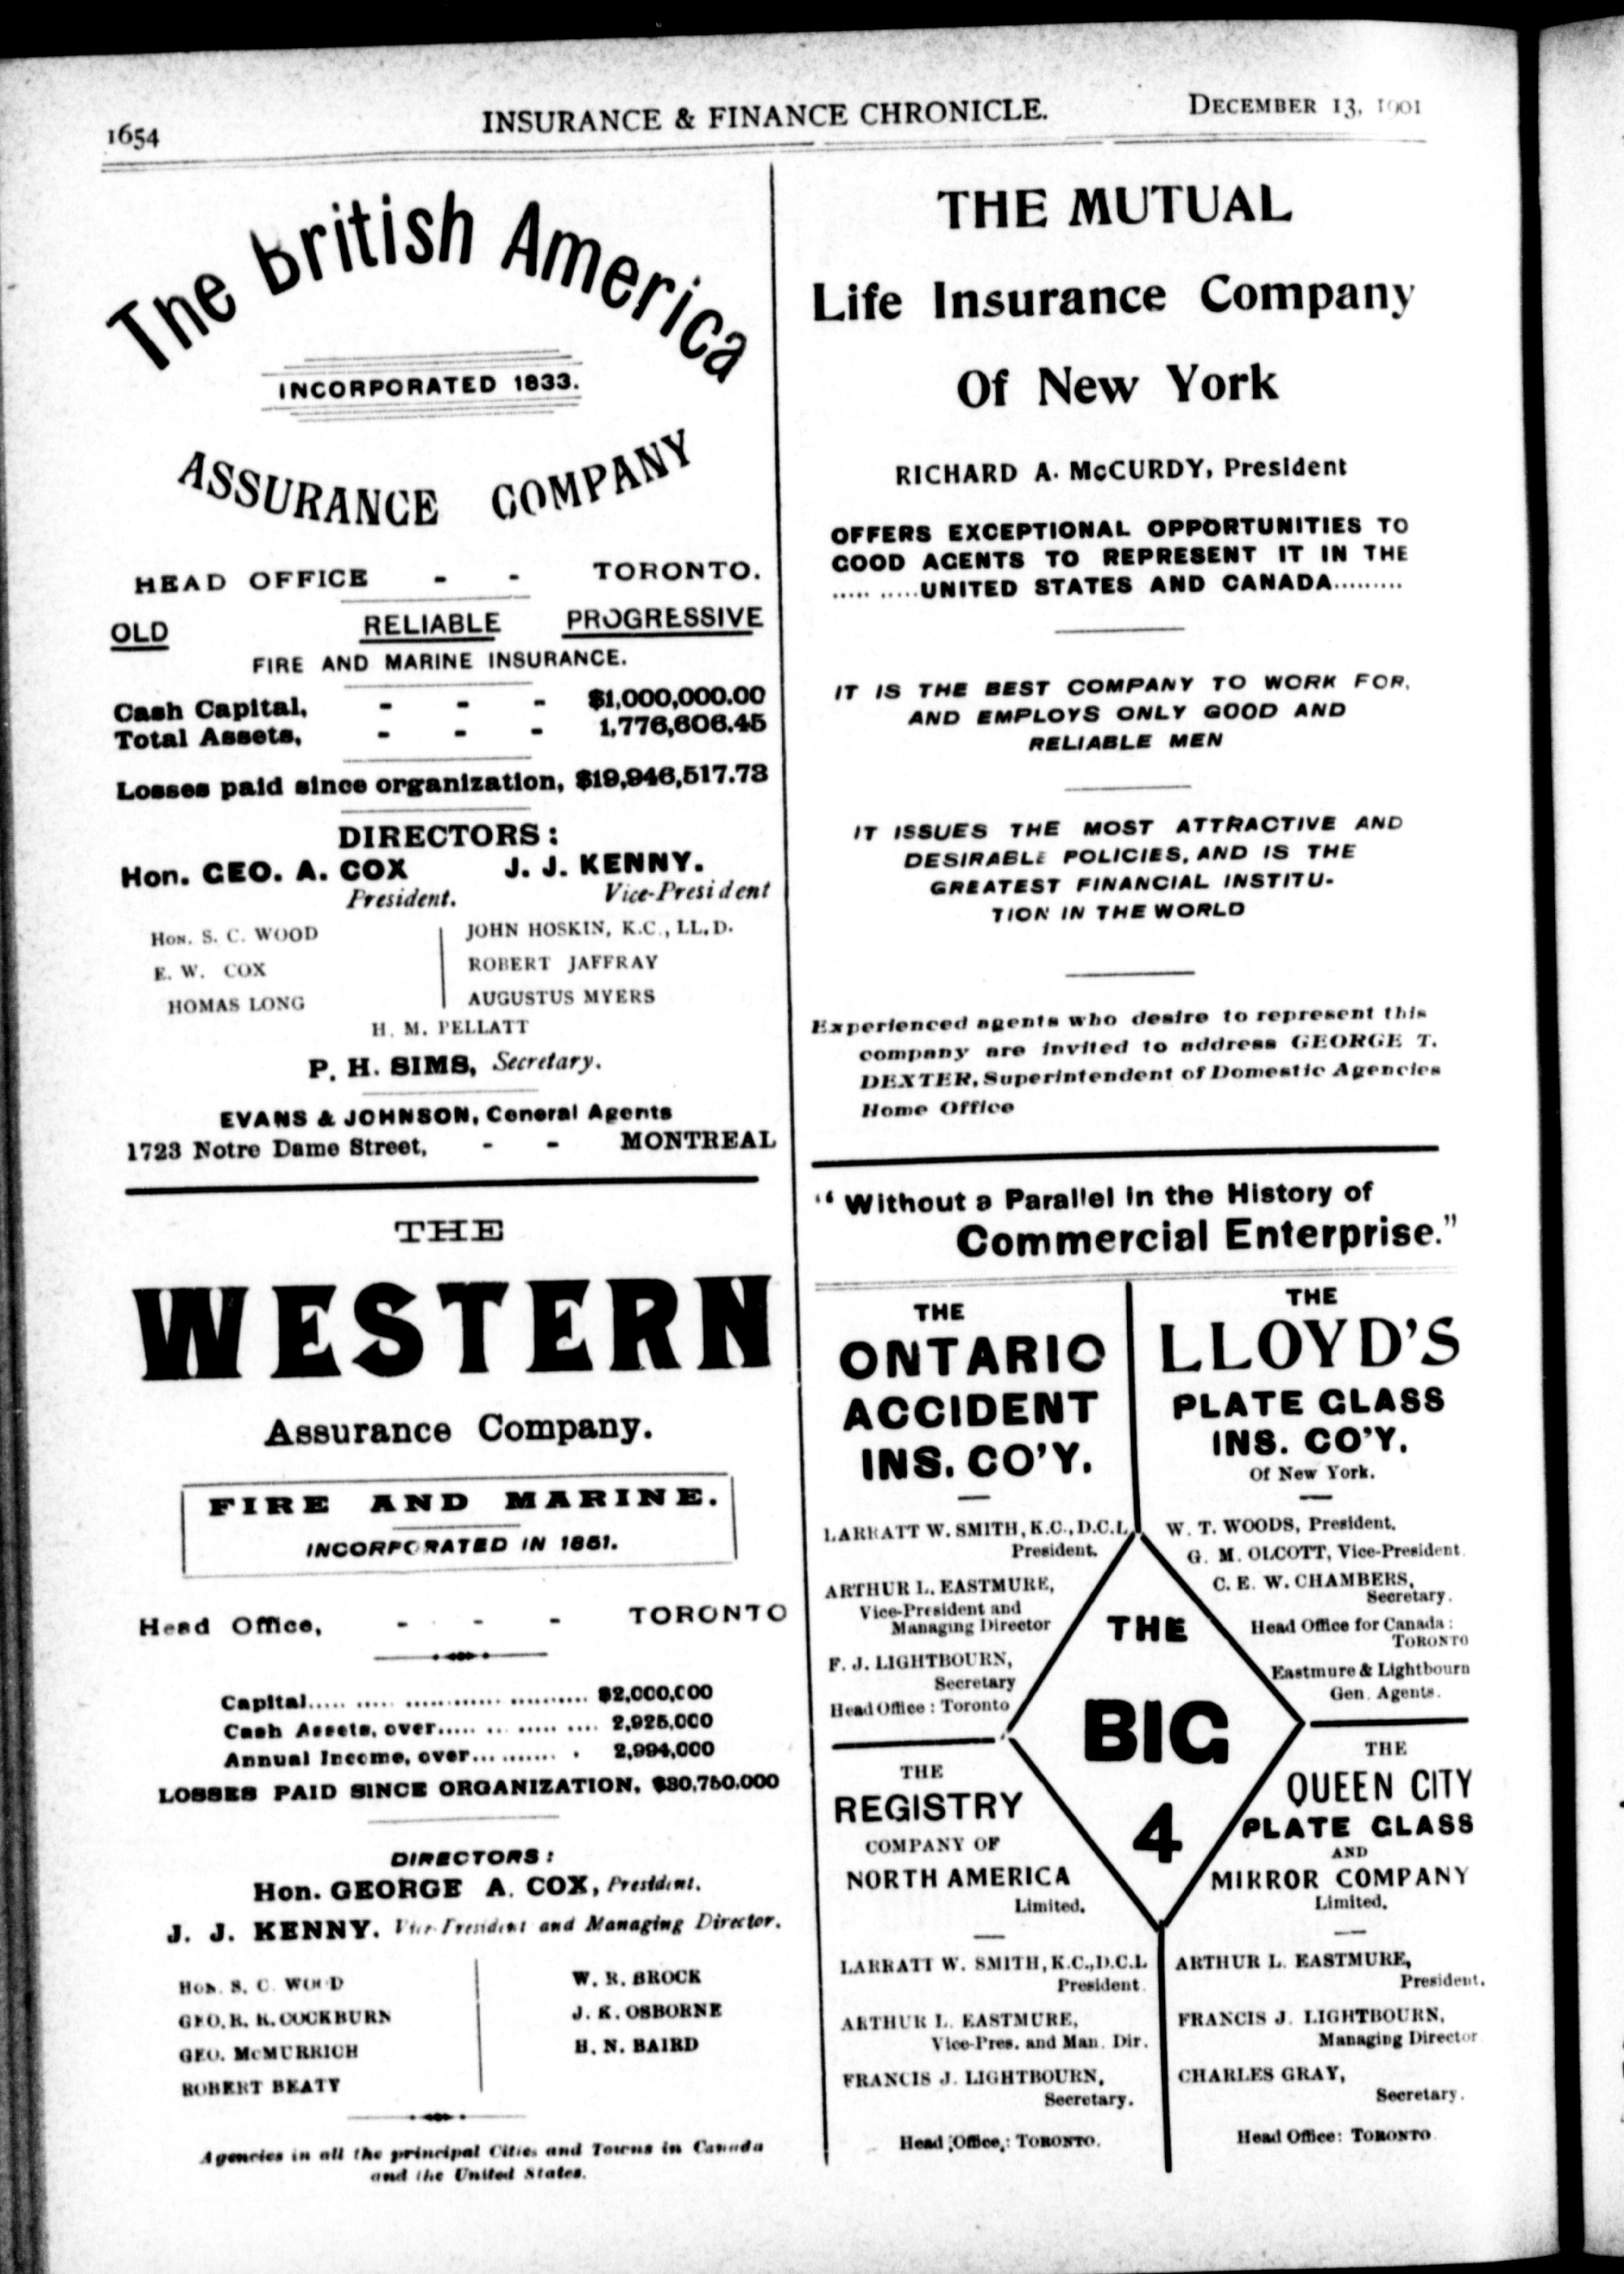 1654
INSURANCE & FINANCE CHRONICLE.
DECEMBER 13, 1901
The British America
INCORPORATED 1833.
ASSURANCE COMPANY
HEAD OFFICE - - TORONTO.
OLD RELIABLE PROGRESSIVE
FIRE AND MARINE INSURANCE.
Cash Capital, - - - $1,000,000.00
Total Assets, - - - 1,776,606.45
Losses paid since organization, $19,946,517.73
DIRECTORS:
Hon. GEO. A. COX J. J. KENNY.
President. Vice-President
HON. S. C. WOOD JOHN HOSKIN, K.C., LL.D.
E. W. COX ROBERT JAFFRAY
HOMAS LONG AUGUSTUS MYERS
H. M. PELLATT
P. H. SIMS, Secretary.
EVANS & JOHNSON, General Agents
1723 Notre Dame Street, - - MONTREAL
THE
WESTERN
Assurance Company.
FIRE AND MARINE.
INCORPORATED IN 1851.
Head Office, - - - TORONTO
Capital..... ..... ..................... .......... $2,000,000
Cash Assets, over..... .. ..... .... 2,925,000
Annual Income, over........... . 2,994,000
LOSSES PAID SINCE ORGANIZATION, $30,750,000
DIRECTORS:
Hon. GEORGE A. COX, President.
J. J. KENNY. Vice-President and Managing Director.
HON. S. C. WOOD W. R. BROCK
GEO. R. R. COCKBURN J. K. OSBORNE
GEO. McMURRICH H. N. BAIRD
ROBERT BEATY
Agencies in all the principal Cities and Towns in Canada
and the United States.
THE MUTUAL
Life Insurance Company
Of New York
RICHARD A. McCURDY, President
OFFERS EXCEPTIONAL OPPORTUNITIES TO
GOOD AGENTS TO REPRESENT IT IN THE
..... .....UNITED STATES AND CANADA.........
IT IS THE BEST COMPANY TO WORK FOR,
AND EMPLOYS ONLY GOOD AND
RELIABLE MEN
IT ISSUES THE MOST ATTRACTIVE AND
DESIRABLE POLICIES, AND IS THE
GREATEST FINANCIAL INSTITU-
TION IN THE WORLD
Experienced agents who desire to represent this
company are invited to address GEORGE T.
DEXTER, Superintendent of Domestic Agencies
Home Office
"Without a Parallel in the History of
Commercial Enterprise."
THE
ONTARIO
ACCIDENT
INS. CO'Y.
LARRATT W. SMITH, K.C., D.C.L
President.
ARTHUR L. EASTMURE,
Vice-President and
Managing Director
F. J. LIGHTBOURN,
Secretary
Head Office: Toronto
THE
LLOYD'S
PLATE GLASS
INS. CO'Y.
Of New York.
W. T. WOODS, President.
G. M. OLCOTT, Vice-President.
C. E. W. CHAMBERS,
Secretary.
Head Office for Canada:
TORONTO
Eastmure & Lightbourn
Gen. Agents.
THE
BIG
4
THE
REGISTRY
COMPANY OF
NORTH AMERICA
Limited.
LARRATT W. SMITH, K.C., D.C.L
President.
ARTHUR L. EASTMURE,
Vice-Pres. and Man. Dir.
FRANCIS J. LIGHTBOURN,
Secretary.
Head Office,: TORONTO.
THE
QUEEN CITY
PLATE GLASS
AND
MIRROR COMPANY
Limited.
ARTHUR L. EASTMURE,
President.
FRANCIS J. LIGHTBOURN,
Managing Director
CHARLES GRAY,
Secretary.
Head Office: TORONTO